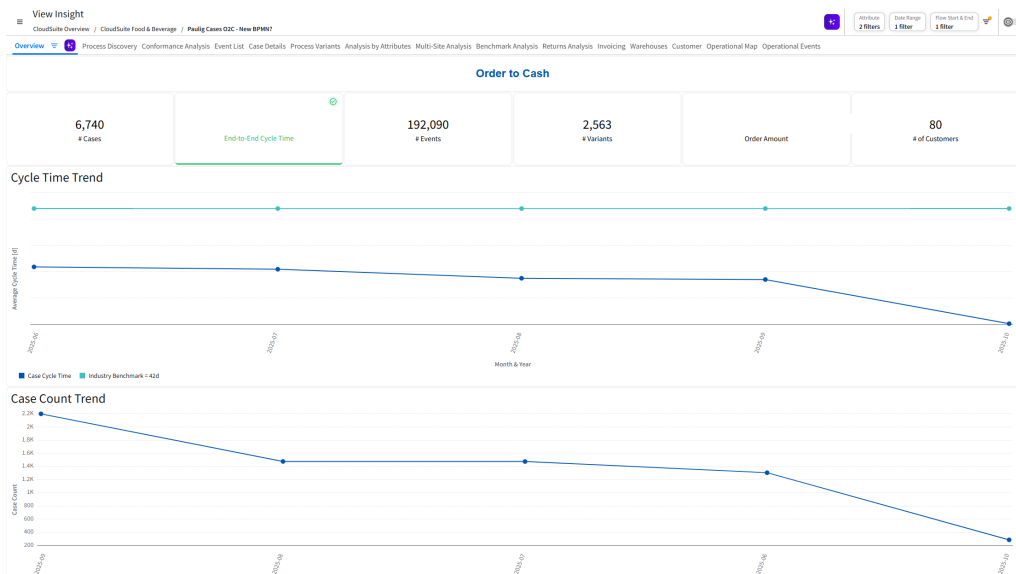 View Insight
CloudSuite Overview / CloudSuite Food & Beverage / Paulig Cases O2C - New BPMN?
Attribute
2 filters
Date Range
1 filter
Flow Start & End
1 filter
Overview Process Discovery Conformance Analysis Event List Case Details Process Variants Analysis by Attributes Multi-Site Analysis Benchmark Analysis Returns Analysis Invoicing Warehouses Customer Operational Map Operational Events
Order to Cash
6,740
# Cases
End-to-End Cycle Time
192,090
# Events
2,563
# Variants
Order Amount
80
# of Customers
Cycle Time Trend
Average Cycle Time [d]
2025-06
2025-07
2025-08
2025-09
2025-10
Month & Year
Case Cycle Time
Industry Benchmark = 42d
Case Count Trend
Case Count
2.2K
2K
1.8K
1.6K
1.4K
1.2K
1K
800
600
400
200
2025-09
2025-08
2025-07
2025-06
2025-10